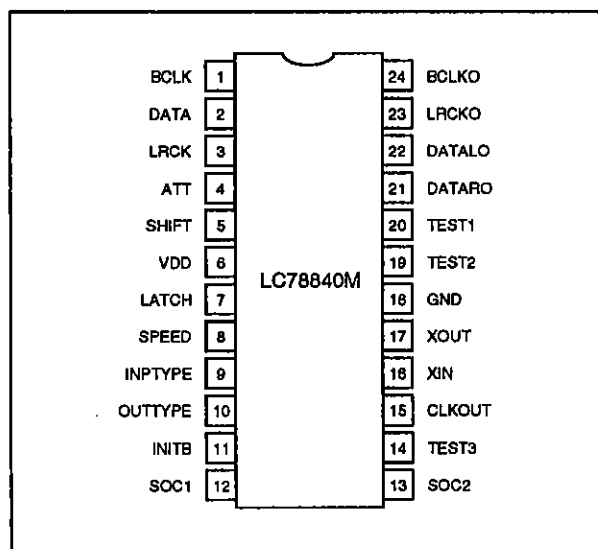 BCLK 1 24 BCLKO
DATA 2 23 LRCKO
LRCK 3 22 DATALO
ATT 4 21 DATARO
SHIFT 5 20 TEST1
VDD 6 19 TEST2
LC78840M
LATCH 7 18 GND
SPEED 8 17 XOUT
INPTYPE 9 16 XIN
OUTTYPE 10 15 CLKOUT
INITB 11 14 TEST3
SOC1 12 13 SOC2